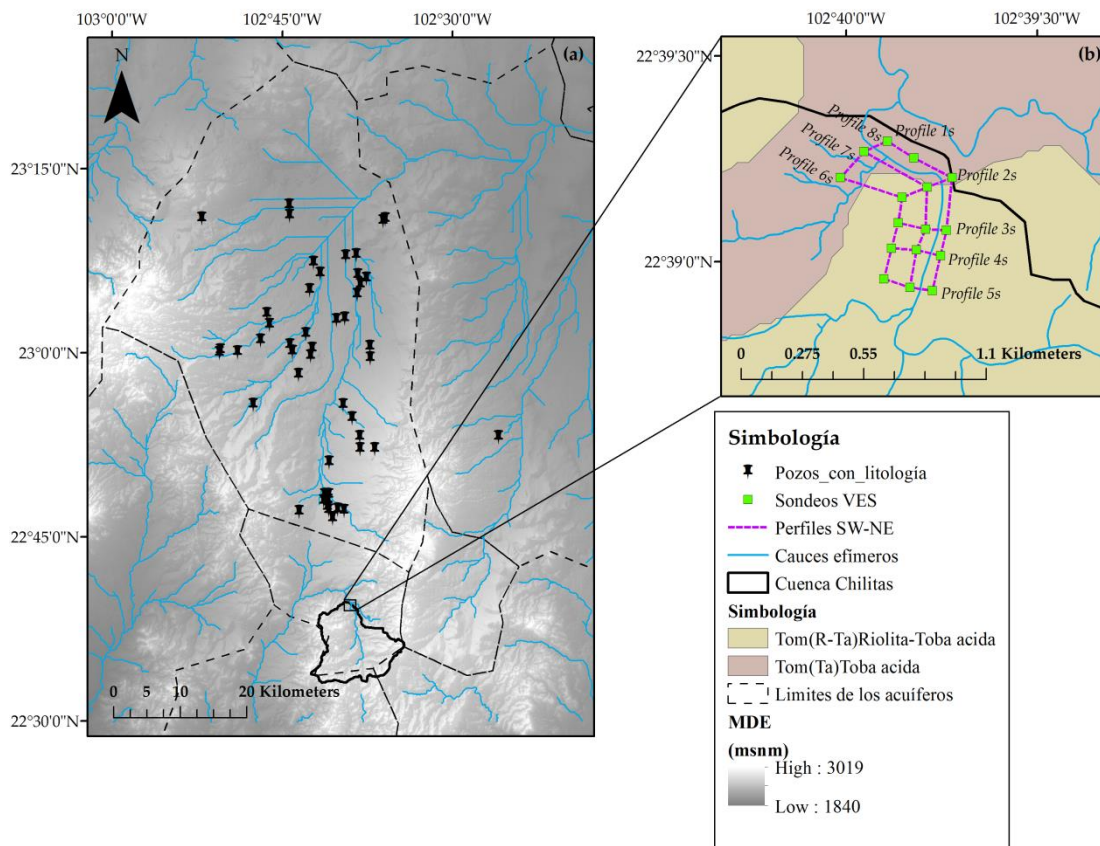 103°0'0"W 102°45'0"W 102°30'0"W
(a)
N
23°15'0"N
23°0'0"N
22°45'0"N
22°30'0"N
0 5 10 20 Kilometers
102°40'0"W 102°39'30"W
(b)
22°39'30"N
22°39'0"N
Profile 1s
Profile 8s
Profile 7s
Profile 6s
Profile 2s
Profile 3s
Profile 4s
Profile 5s
0 0.275 0.55 1.1 Kilometers
Simbología
Pozos_con_litología
Sondeos VES
Perfiles SW-NE
Cauces efímeros
Cuenca Chilitas
Simbología
Tom(R-Ta)Riolita-Toba acida
Tom(Ta)Toba acida
Limites de los acuíferos
MDE
(msnm)
High : 3019
Low : 1840